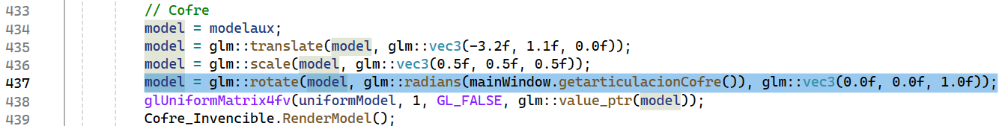 433 // Cofre
434 model = modelaux;
435 model = glm::translate(model, glm::vec3(-3.2f, 1.1f, 0.0f));
436 model = glm::scale(model, glm::vec3(0.5f, 0.5f, 0.5f));
437 model = glm::rotate(model, glm::radians(mainWindow.getarticulacionCofre()), glm::vec3(0.0f, 0.0f, 1.0f));
438 glUniformMatrix4fv(uniformModel, 1, GL_FALSE, glm::value_ptr(model));
439 Cofre_Invencible.RenderModel();